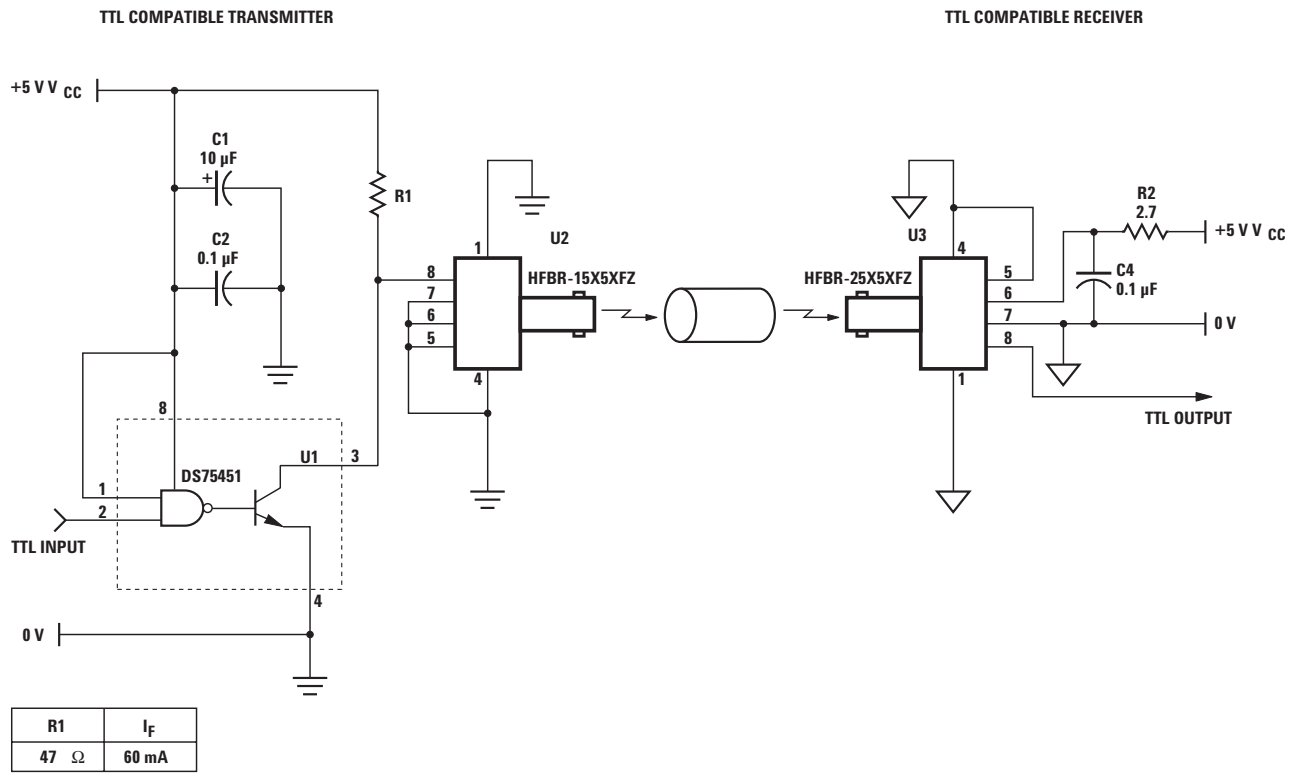 TTL COMPATIBLE TRANSMITTER
TTL COMPATIBLE RECEIVER
+5 V V CC
C1
10 µF
+
C2
0.1 µF
R1
8
1
2
TTL INPUT
DS75451
U1
3
4
0 V
1
U2
8
7
6
5
4
HFBR-15X5XFZ
HFBR-25X5XFZ
U3
4
5
6
7
8
1
R2
2.7
+5 V V CC
C4
0.1 µF
0 V
TTL OUTPUT
R1 IF
47 Ω 60 mA